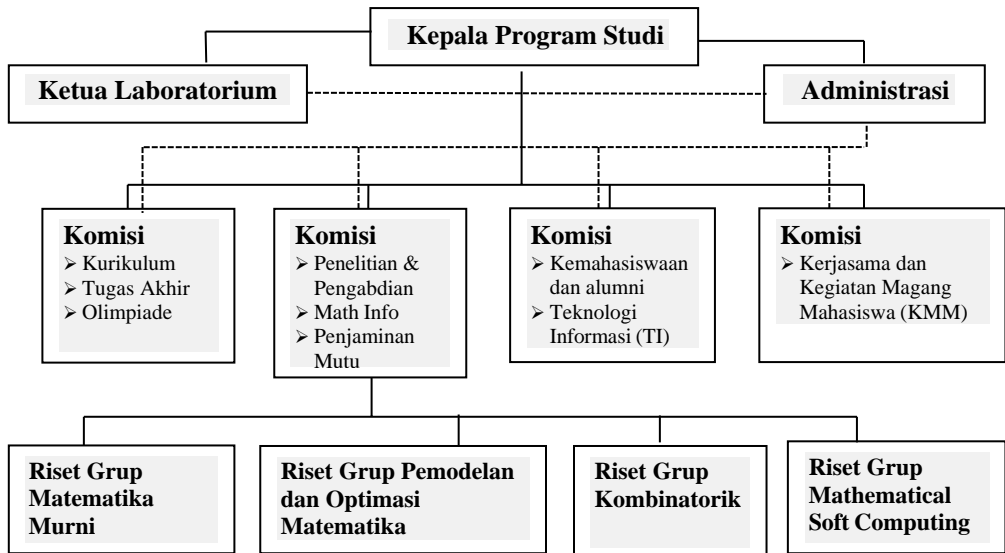 Kepala Program Studi
Ketua Laboratorium
Administrasi
Komisi
➢ Kurikulum
➢ Tugas Akhir
➢ Olimpiade
Komisi
➢ Penelitian &
Pengabdian
➢ Math Info
➢ Penjaminan
Mutu
Komisi
➢ Kemahasiswaan
dan alumni
➢ Teknologi
Informasi (TI)
Komisi
➢ Kerjasama dan
Kegiatan Magang
Mahasiswa (KMM)
Riset Grup
Matematika
Murni
Riset Grup Pemodelan
dan Optimasi
Matematika
Riset Grup
Kombinatorik
Riset Grup
Mathematical
Soft Computing